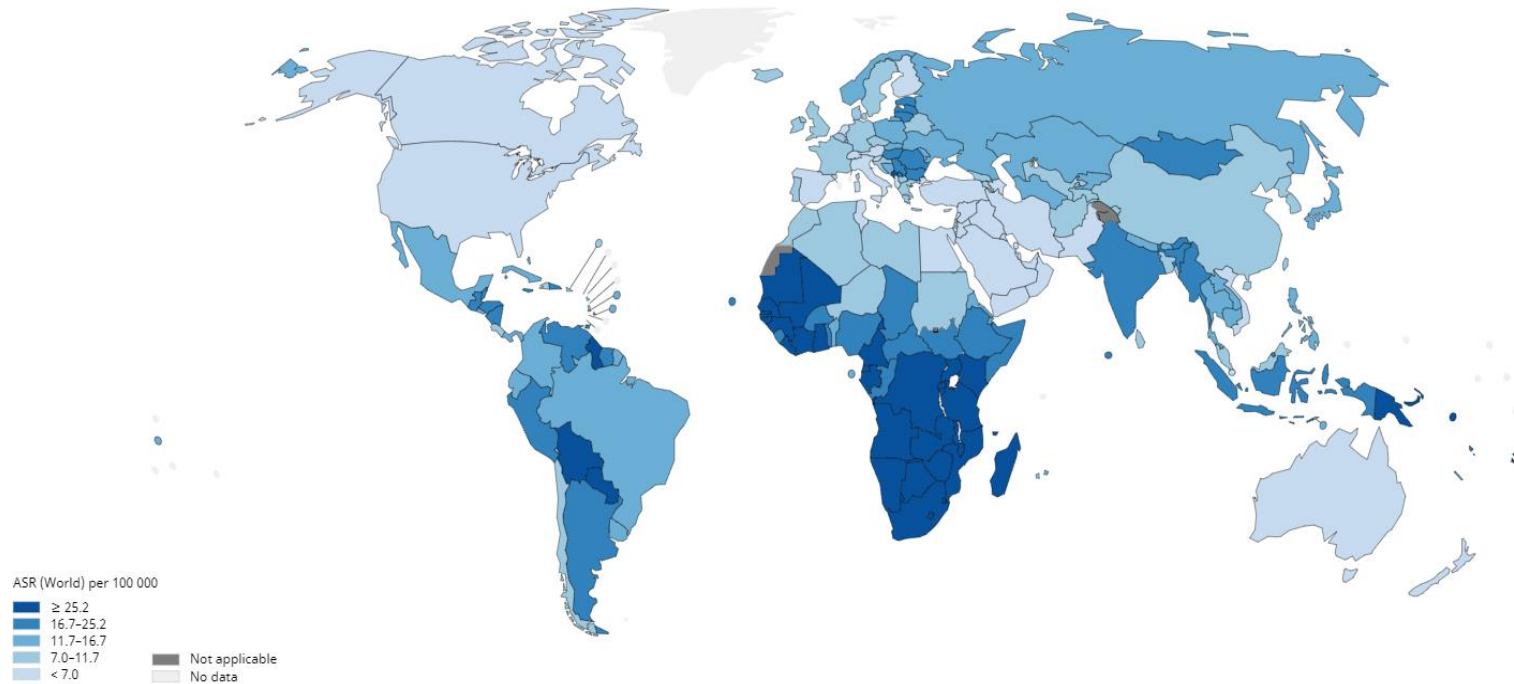 ASR (World) per 100 000
≥ 25.2
16.7–25.2
11.7–16.7
7.0–11.7
< 7.0
Not applicable
No data